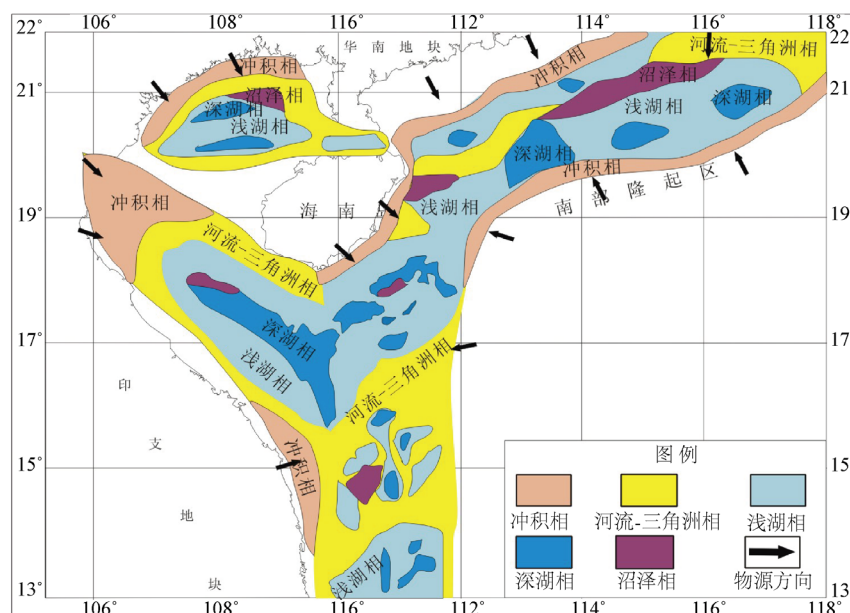 106° 108° 116° 112° 114° 116° 118°
22° 22°
华南地块
河流-三角洲相
冲积相
冲积相
沼泽相
21° 21°
沼泽相
深湖相
深湖相
浅湖相
浅湖相
深湖相
冲积相
南部隆起区
冲积相
19° 19°
海南
浅湖相
河流-三角洲相
深湖相
17° 17°
浅湖相
河流-三角洲相
印支地块
冲积相
15° 15°
图例
冲积相 河流-三角洲相 浅湖相
深湖相 沼泽相 物源方向
浅湖相
13° 13°
106° 108° 116° 112° 114° 116° 118°